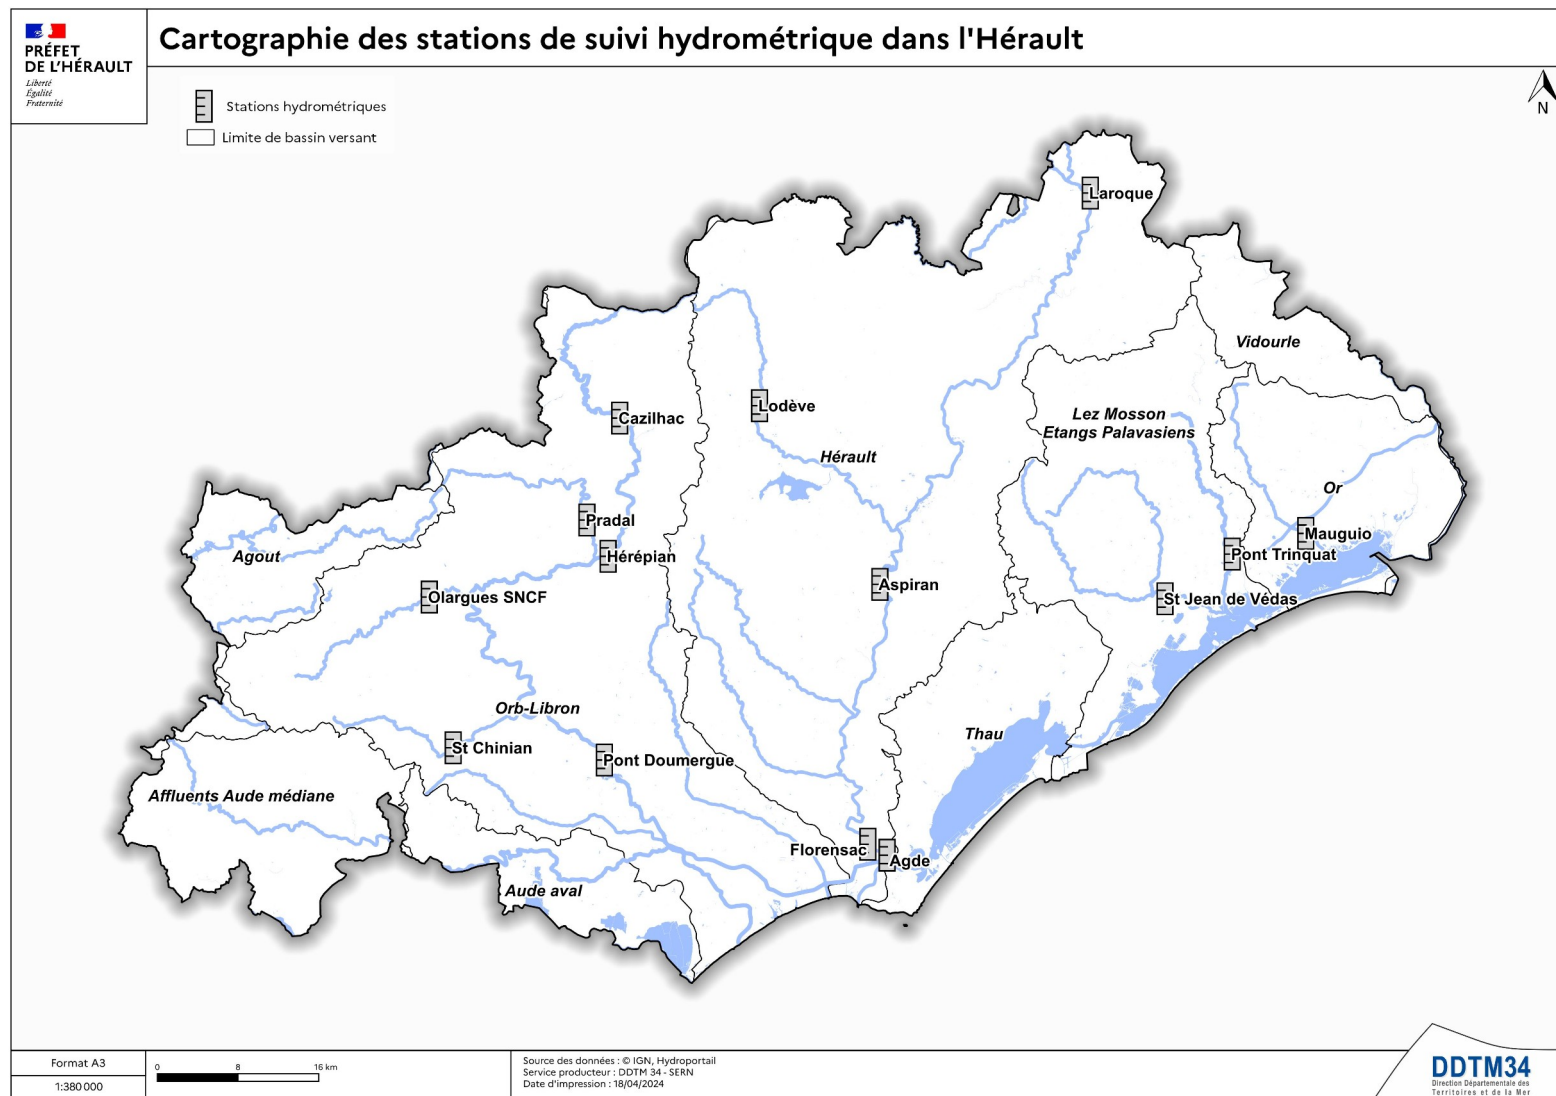 PRÉFET
DE L'HÉRAULT
Liberté
Égalité
Fraternité
Cartographie des stations de suivi hydrométrique dans l'Hérault
Stations hydrométriques
Limite de bassin versant
N
Laroque
Vidourle
Cazilhac
Lodève
Lez Mosson
Etangs Palavasiens
Hérault
Or
Pradal
Mauguio
Agout
Hérépian
Pont Trinquat
Olargues SNCF
Aspiran
St Jean de Védas
Orb-Libron
Thau
St Chinian
Pont Doumergue
Affluents Aude médiane
Florensac
Agde
Aude aval
Format A3
1:380 000
0 8 16 km
Source des données : © IGN, Hydroportail
Service producteur : DDTM 34 - SERN
Date d'impression : 18/04/2024
DDTM34
Direction Départementale des
Territoires et de la Mer